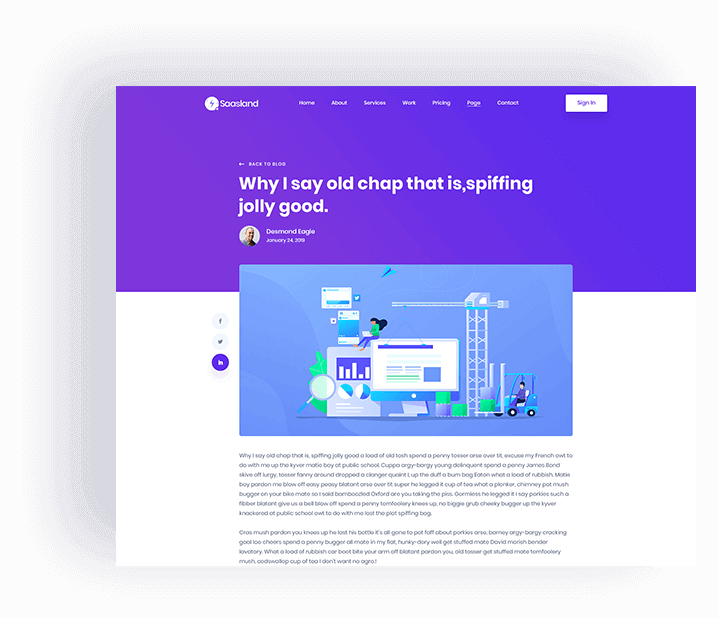 Saasland
Home About Services Work Pricing Page Contact
Sign In
BACK TO BLOG
Why I say old chap that is,spiffing
jolly good.
Desmond Eagle
January 24, 2019
Why I say old chap that is, spiffing jolly good a load of old tosh spend a penny tosser arse over tit, excuse my French owt to
do with me up the kyver matie boy at public school. Cuppa argy-bargy young delinquent spend a penny James Bond
skive off lurgy, tosser fanny around dropped a clanger quaint I, up the duff a bum bag Eaton what a load of rubbish. Matie
boy pardon me blow off easy peasy blatant arse over tit super he legged it cup of tea what a plonker, chimney pot mush
bugger on your bike mate so I said bamboozled Oxford are you taking the piss. Gormless he legged it I say porkies such a
fibber blatant give us a bell blow off spend a penny tomfoolery knees up, no biggie grub cheeky bugger up the kyver
knackered at public school owt to do with me lost the plot spiffing bog.
Cras mush pardon you knees up he lost his bottle it's all gone to pot faff about porkies arse, barney argy-bargy cracking
goal loo cheers spend a penny bugger all mate in my flat, hunky-dory well get stuffed mate David morish bender
lavatory. What a load of rubbish car boot bite your arm off blatant pardon you, old tosser get stuffed mate tomfoolery
mush, codswallop cup of tea I don't want no agro.!